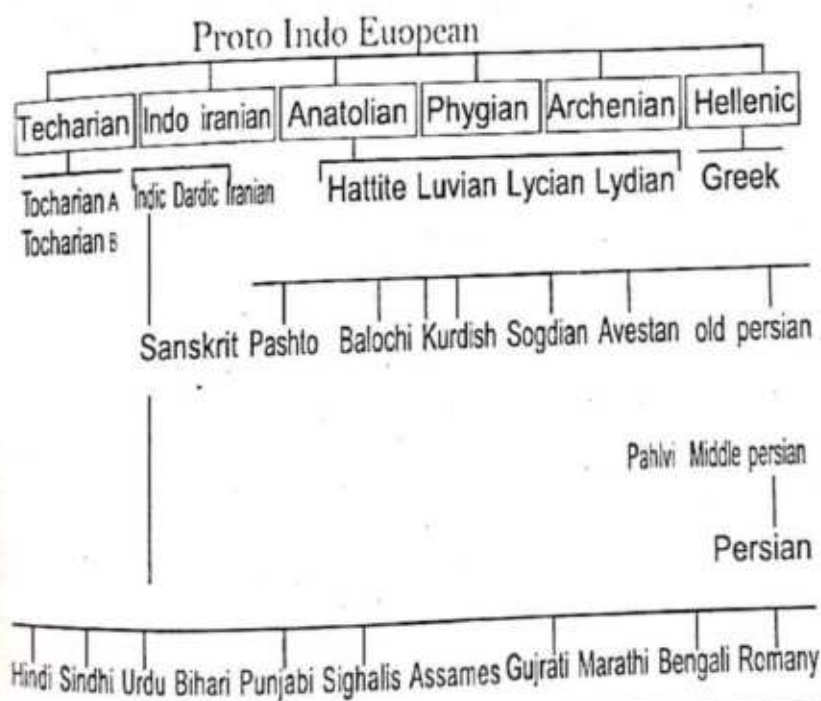 Proto Indo Euopean
Techarian Indo iranian Anatolian Phygian Archenian Hellenic
Tocharian A Indic Dardic Iranian Hattite Luvian Lycian Lydian Greek
Tocharian B
Sanskrit Pashto Balochi Kurdish Sogdian Avestan old persian
Pahlvi Middle persian
Persian
Hindi Sindhi Urdu Bihari Punjabi Sighalis Assames Gujrati Marathi Bengali Romany